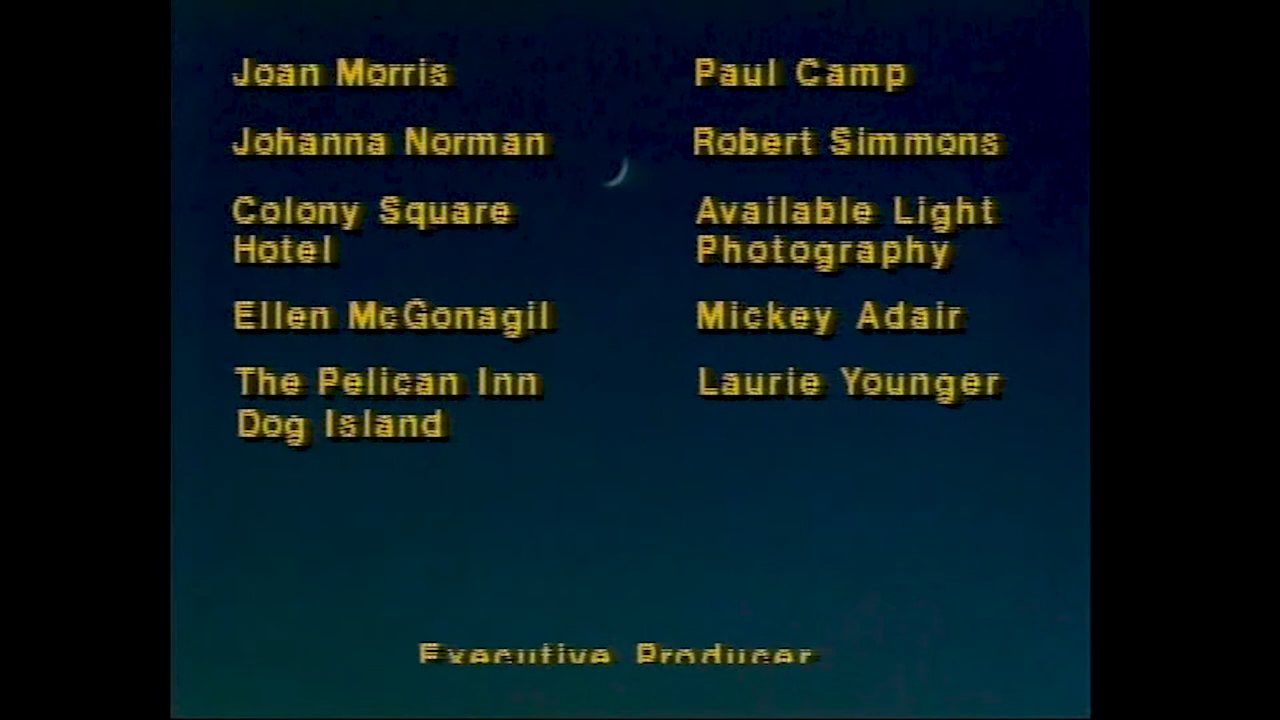 Joan Morris
Paul Camp
Johanna Norman
Robert Simmons
Colony Square
Hotel
Available Light
Photography
Ellen McGonagil
Mickey Adair
The Pelican Inn
Dog Island
Laurie Younger
Executive Producer